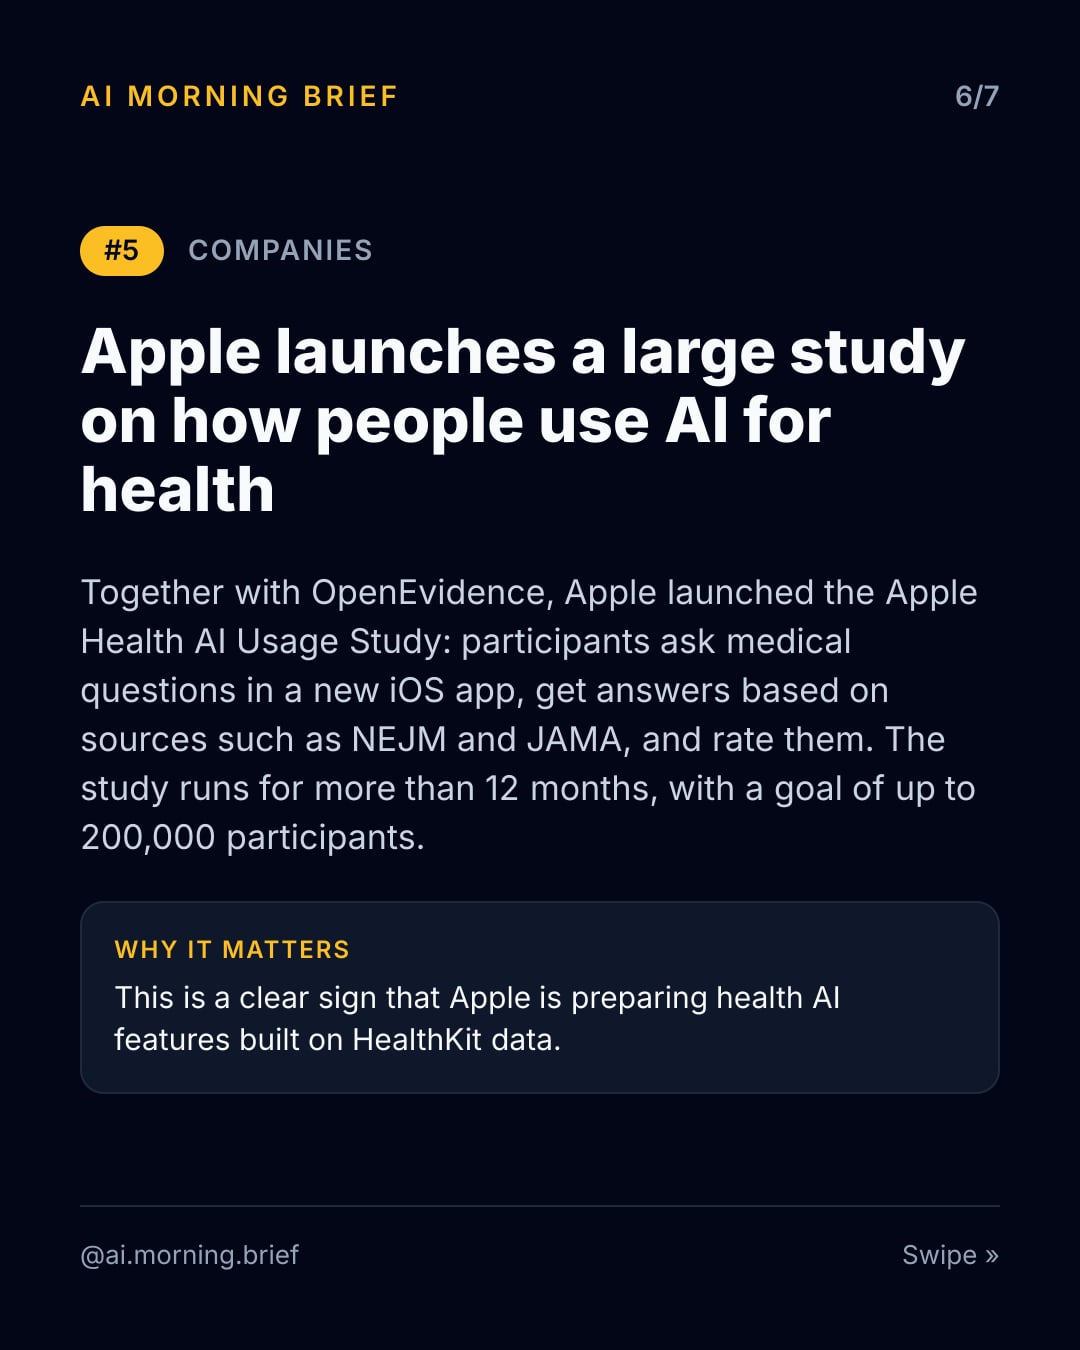 AI MORNING BRIEF
6/7
#5 COMPANIES
Apple launches a large study
on how people use AI for
health
Together with OpenEvidence, Apple launched the Apple
Health AI Usage Study: participants ask medical
questions in a new iOS app, get answers based on
sources such as NEJM and JAMA, and rate them. The
study runs for more than 12 months, with a goal of up to
200,000 participants.
WHY IT MATTERS
This is a clear sign that Apple is preparing health AI
features built on HealthKit data.
@ai.morning.brief
Swipe »